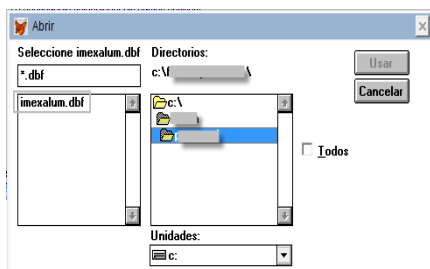 Abrir
Seleccione imexalum.dbf
Directorios:
*.dbf
c:\f \
Usar
Cancelar
imexalum.dbf
c:\
Todos
Unidades:
c: